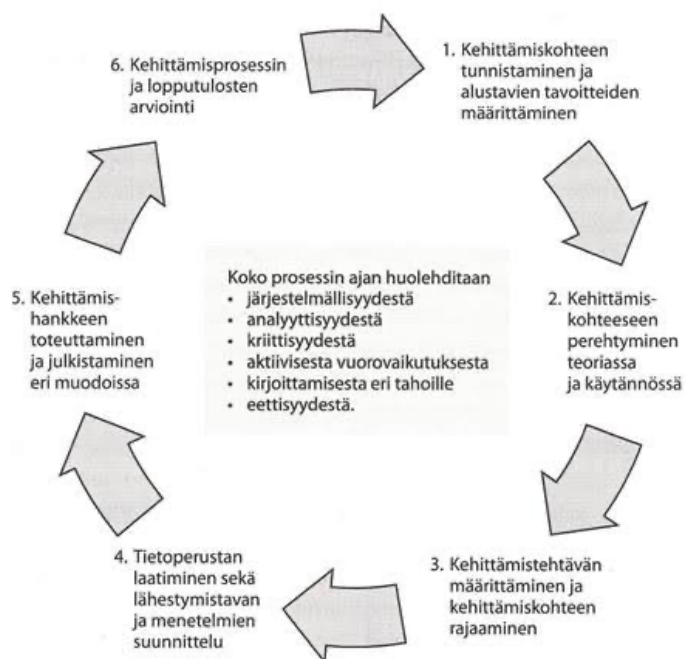 1. Kehittämiskohteen
tunnistaminen ja
alustavien tavoitteiden
määrittäminen
2. Kehittämis-
kohteeseen
perehtyminen
teoriassa
ja käytännössä
3. Kehittämistehtävän
määrittäminen ja
kehittämiskohteen
rajaaminen
4. Tietoperustan
laatiminen sekä
lähestymistavan
ja menetelmien
suunnittelu
5. Kehittämis-
hankkeen
toteuttaminen
ja julkistaminen
eri muodoissa
6. Kehittämisprosessin
ja lopputulosten
arviointi
Koko prosessin ajan huolehditaan
• järjestelmällisyydestä
• analyyttisyydestä
• kriittisyydestä
• aktiivisesta vuorovaikutuksesta
• kirjoittamisesta eri tahoille
• eettisyydestä.